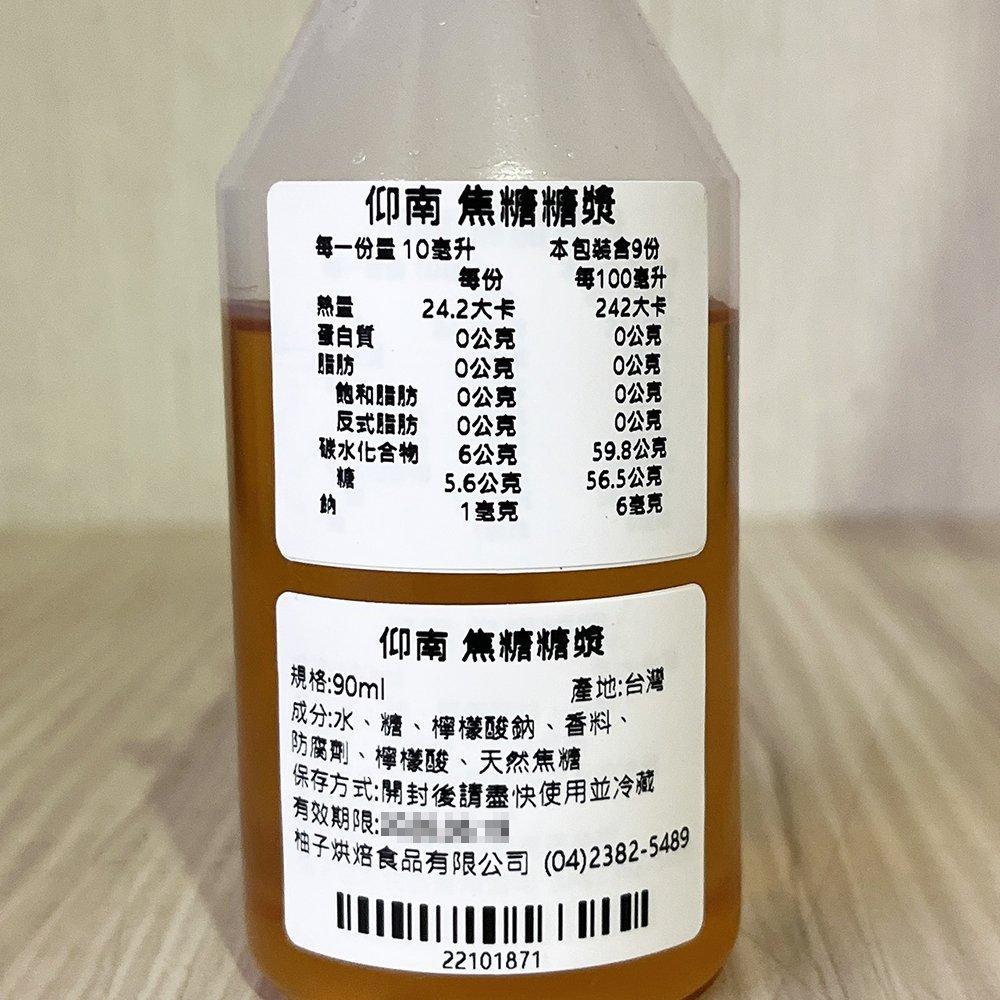 仰南 焦糖糖漿
每一份量 10毫升 本包裝含9份
每份 每100毫升
熱量 24.2大卡 242大卡
蛋白質 0公克 0公克
脂肪 0公克 0公克
飽和脂肪 0公克 0公克
反式脂肪 0公克 0公克
碳水化合物 6公克 59.8公克
糖 5.6公克 56.5公克
鈉 1毫克 6毫克
仰南 焦糖糖漿
規格:90ml 產地:台灣
成分:水、糖、檸檬酸鈉、香料、
防腐劑、檸檬酸、天然焦糖
保存方式:開封後請盡快使用並冷藏
有效期限:
柚子烘焙食品有限公司 (04)2382-5489
22101871